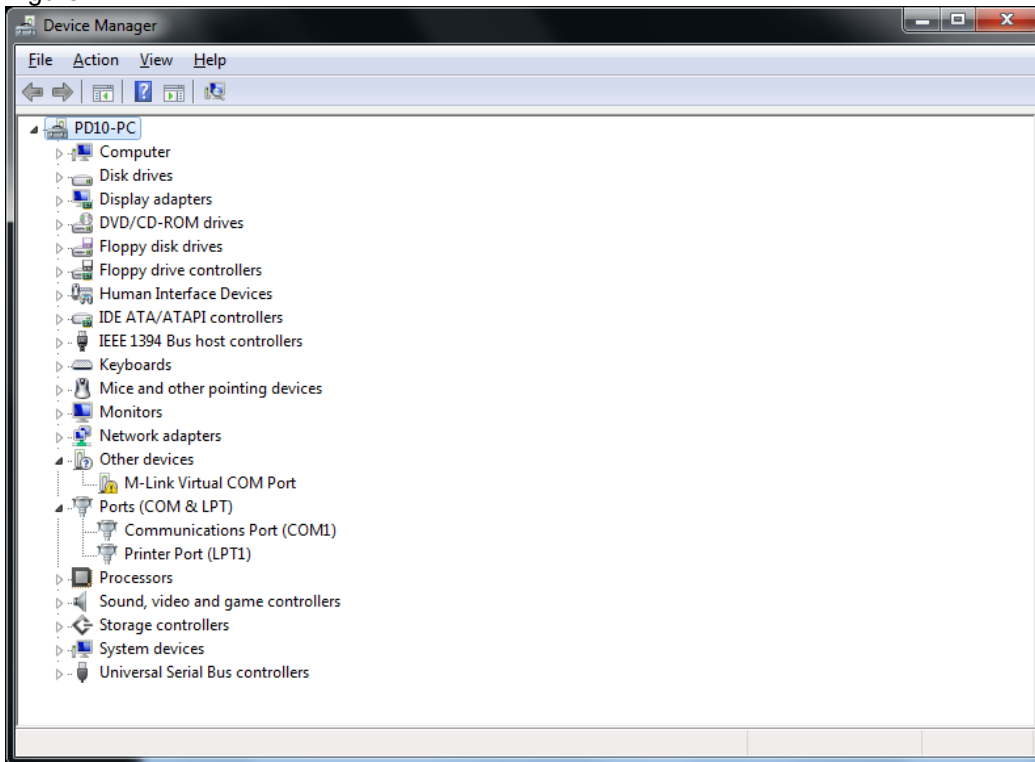 Device Manager
File Action View Help
PD10-PC
Computer
Disk drives
Display adapters
DVD/CD-ROM drives
Floppy disk drives
Floppy drive controllers
Human Interface Devices
IDE ATA/ATAPI controllers
IEEE 1394 Bus host controllers
Keyboards
Mice and other pointing devices
Monitors
Network adapters
Other devices
M-Link Virtual COM Port
Ports (COM & LPT)
Communications Port (COM1)
Printer Port (LPT1)
Processors
Sound, video and game controllers
Storage controllers
System devices
Universal Serial Bus controllers